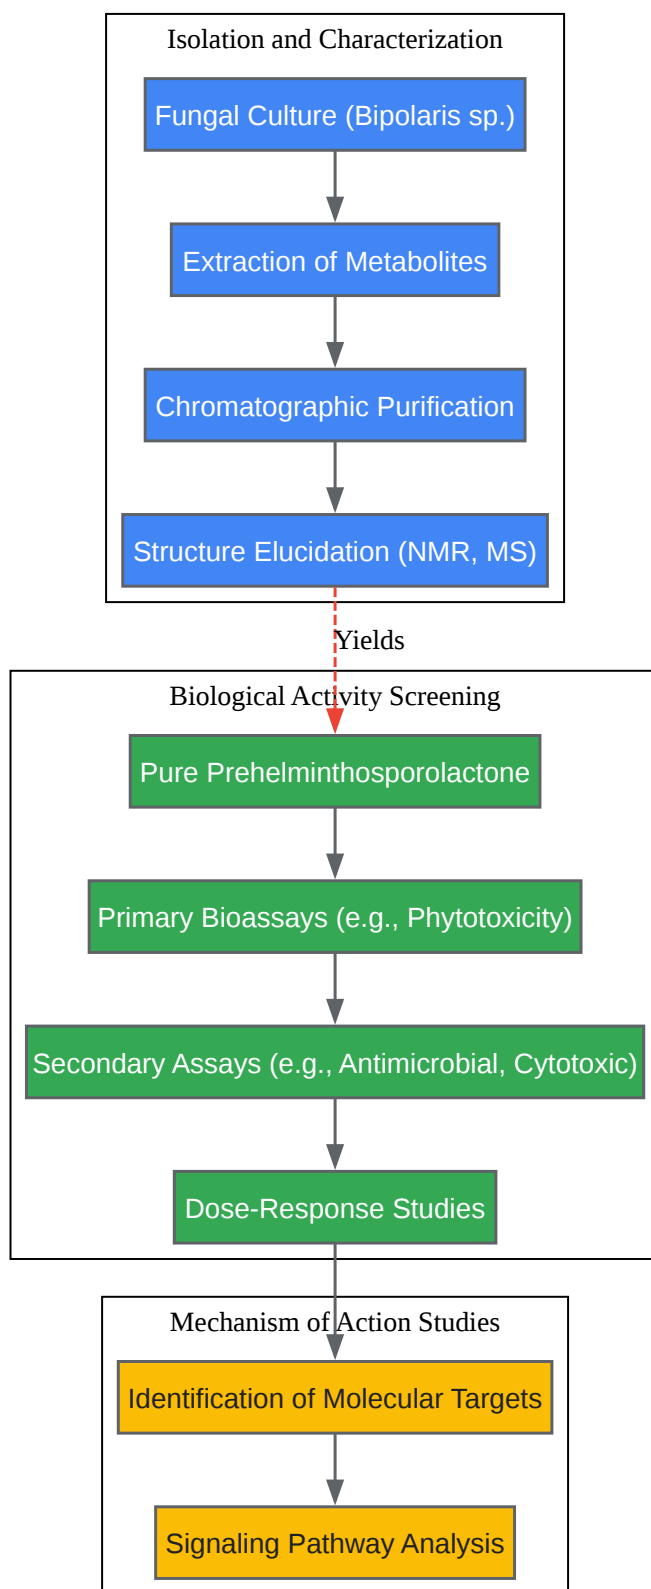 Isolation and Characterization
Fungal Culture (Bipolaris sp.)
Extraction of Metabolites
Chromatographic Purification
Structure Elucidation (NMR, MS)
Yields
Biological Activity Screening
Pure Prehelminthosporolactone
Primary Bioassays (e.g., Phytotoxicity)
Secondary Assays (e.g., Antimicrobial, Cytotoxic)
Dose-Response Studies
Mechanism of Action Studies
Identification of Molecular Targets
Signaling Pathway Analysis